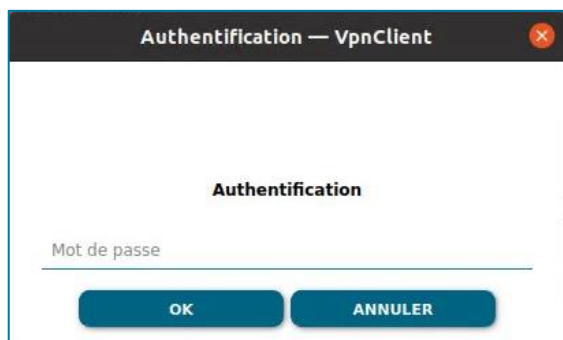 Authentification — VpnClient
Authentification
Mot de passe
OK
ANNULER